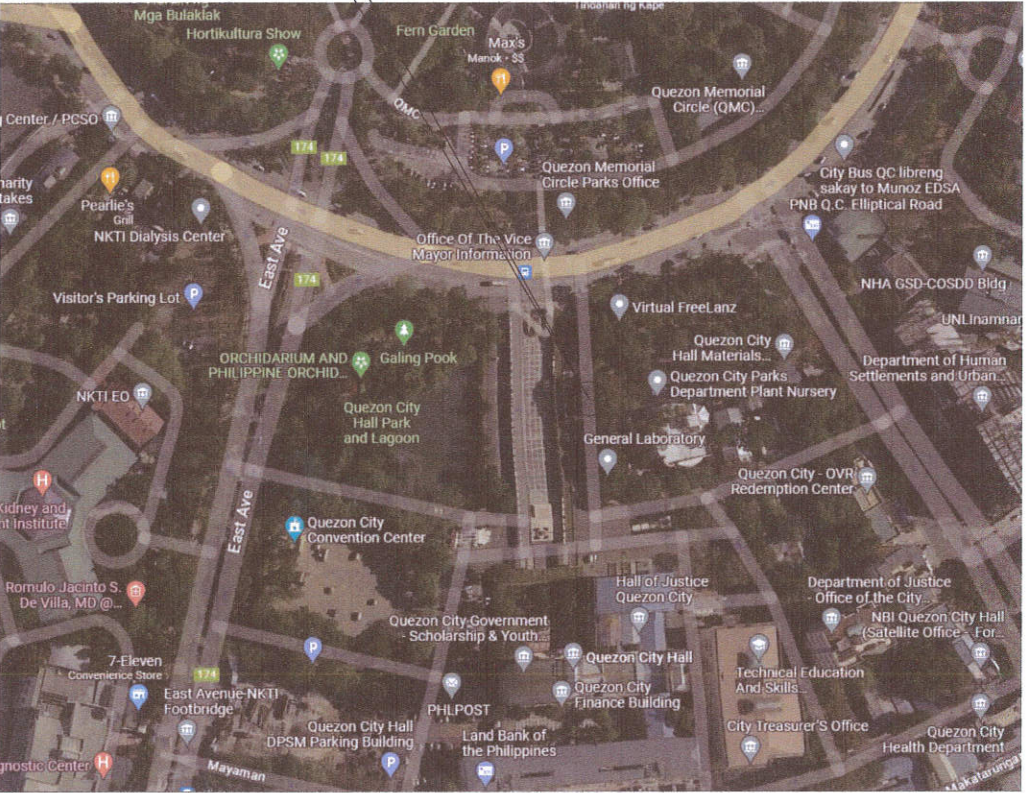 Mga Bulaklak
Hortikultura Show
Fern Garden
Max's
Manok • $$
QMC
Quezon Memorial
Circle (QMC)...
g Center / PCSO
P
174
174
Quezon Memorial
Circle Parks Office
City Bus QC libreng
sakay to Munoz EDSA
PNB Q.C. Elliptical Road
harity
takes
Pearlie's
Grill
NKTI Dialysis Center
East Ave
Office Of The Vice
Mayor Information
174
Visitor's Parking Lot
P
Virtual FreeLanz
NHA GSD-COSDD Bldg
UNLInamnar
ORCHIDARIUM AND
PHILIPPINE ORCHID...
Galing Pook
Quezon City
Hall Materials...
Department of Human
Settlements and Urban...
Quezon City Parks
Department Plant Nursery
NKTI EO
Quezon City
Hall Park
and Lagoon
General Laboratory
H
Kidney and
nt Institute
Quezon City - OVR
Redemption Center
East Ave
Quezon City
Convention Center
Romulo Jacinto S.
De Villa, MD @...
Hall of Justice
Quezon City
Department of Justice
- Office of the City...
Quezon City Government
- Scholarship & Youth...
NBI Quezon City Hall
(Satellite Office - For...
P
7-Eleven
Convenience Store
174
Quezon City Hall
Technical Education
And Skills...
East Avenue-NKTI
Footbridge
PHLPOST
Quezon City
Finance Building
Quezon City Hall
DPSM Parking Building
P
Land Bank of
the Philippines
City Treasurer'S Office
Quezon City
Health Department
gnostic Center
H
Mayaman
Makatarunga